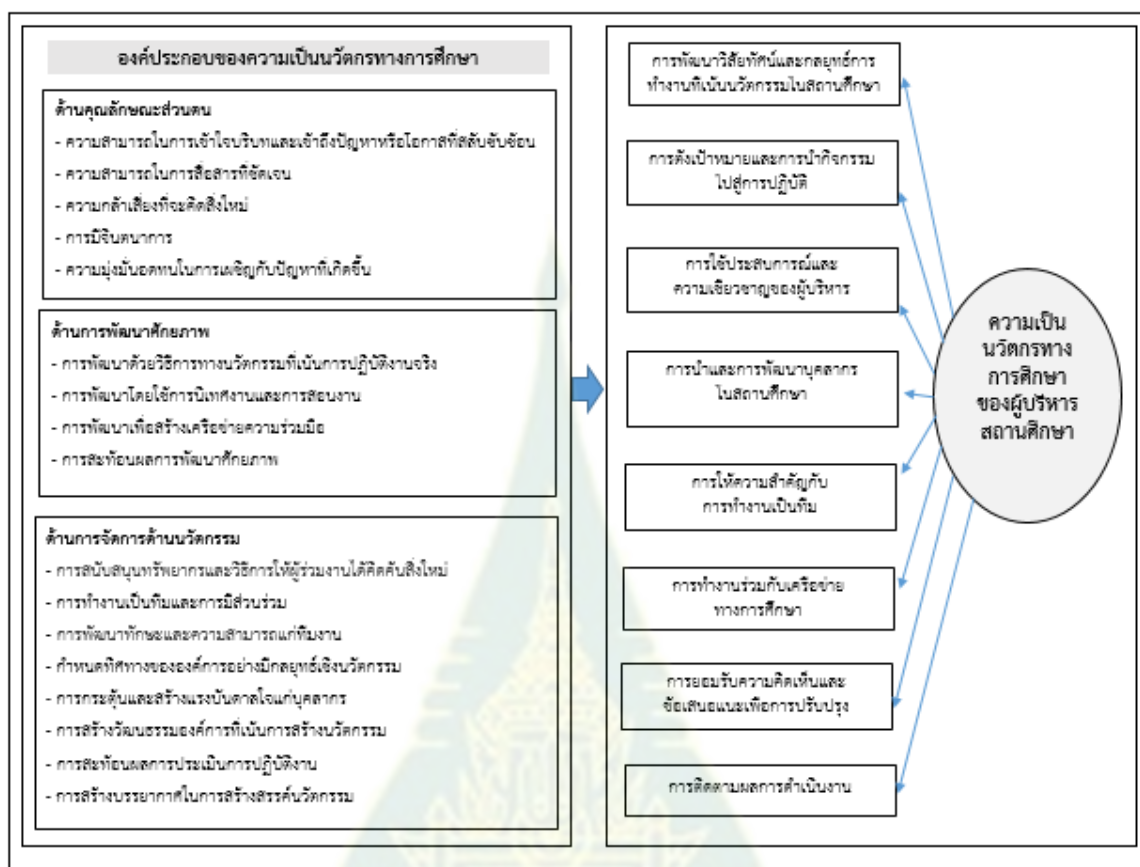 องค์ประกอบของความเป็นนวัตกรทางการศึกษา
ด้านคุณลักษณะส่วนตน
- ความสามารถในการเข้าใจบริบทและเข้าถึงปัญหาหรือโอกาสที่สลับซับซ้อน
- ความสามารถในการสื่อสารที่ชัดเจน
- ความกล้าเสี่ยงที่จะคิดสิ่งใหม่
- การมีจินตนาการ
- ความมุ่งมั่นอดทนในการเผชิญกับปัญหาที่เกิดขึ้น
ด้านการพัฒนาศักยภาพ
- การพัฒนาด้วยวิธีการทางนวัตกรรมที่เน้นการปฏิบัติงานจริง
- การพัฒนาโดยใช้การนิเทศงานและการสอนงาน
- การพัฒนาเพื่อสร้างเครือข่ายความร่วมมือ
- การสะท้อนผลการพัฒนาศักยภาพ
ด้านการจัดการด้านนวัตกรรม
- การสนับสนุนทรัพยากรและวิธีการให้ผู้ร่วมงานได้คิดค้นสิ่งใหม่
- การทำงานเป็นทีมและการมีส่วนร่วม
- การพัฒนาทักษะและความสามารถแก่ทีมงาน
- กำหนดทิศทางขององค์การอย่างมีกลยุทธ์เชิงนวัตกรรม
- การกระตุ้นและสร้างแรงบันดาลใจแก่บุคลากร
- การสร้างวัฒนธรรมองค์การที่เน้นการสร้างนวัตกรรม
- การสะท้อนผลการประเมินการปฏิบัติงาน
- การสร้างบรรยากาศในการสร้างสรรค์นวัตกรรม
การพัฒนาวิสัยทัศน์และกลยุทธ์การ
ทำงานที่เน้นนวัตกรรมในสถานศึกษา
การตั้งเป้าหมายและการนำกิจกรรม
ไปสู่การปฏิบัติ
การใช้ประสบการณ์และ
ความเชี่ยวชาญของผู้บริหาร
การนำและการพัฒนาบุคลากร
ในสถานศึกษา
การให้ความสำคัญกับ
การทำงานเป็นทีม
การทำงานร่วมกับเครือข่าย
ทางการศึกษา
การยอมรับความคิดเห็นและ
ข้อเสนอแนะเพื่อการปรับปรุง
การติดตามผลการดำเนินงาน
ความเป็น
นวัตกรทาง
การศึกษา
ของผู้บริหาร
สถานศึกษา